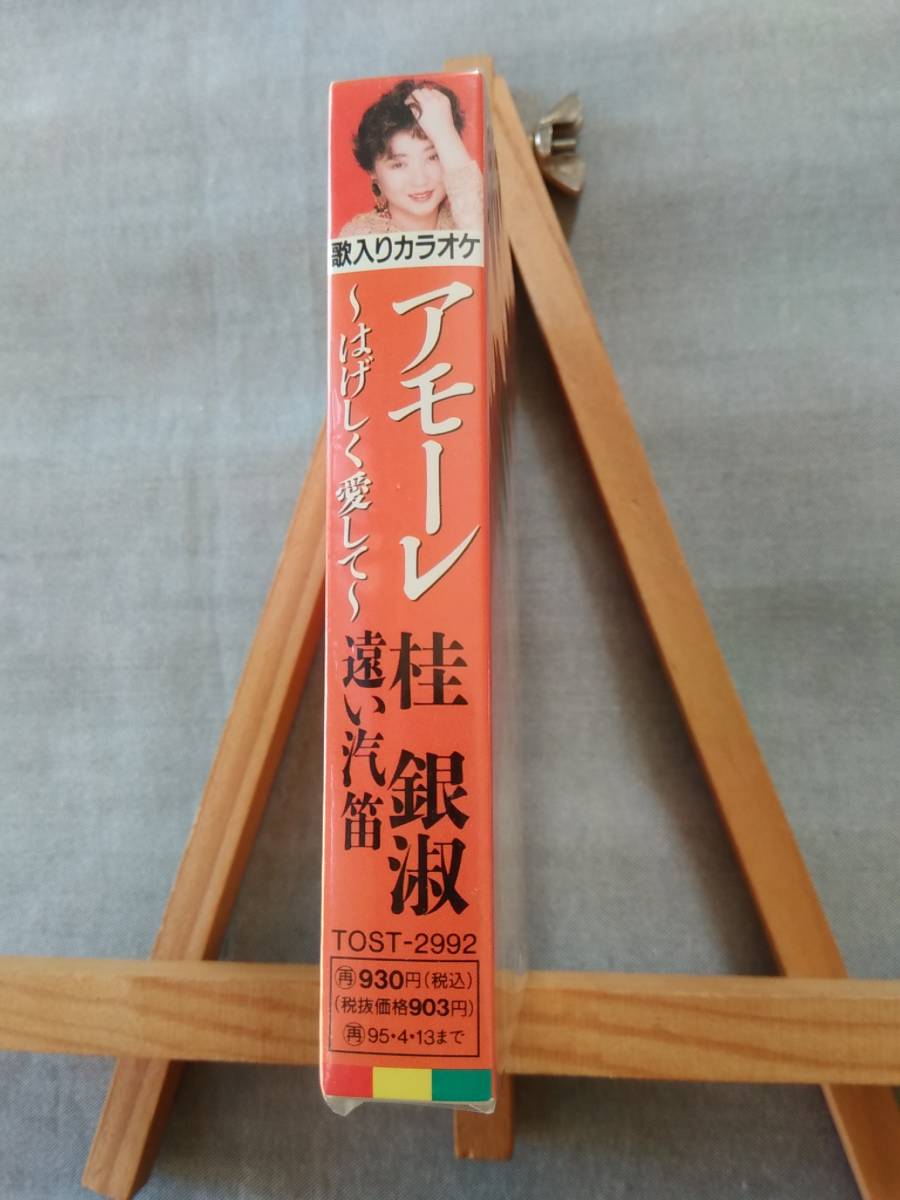 歌入りカラオケ
アモーレ
〜はげしく愛して〜
桂 銀淑
遠い汽笛
TOST-2992
再930円(税込)
(税抜価格903円)
再95・4・13まで